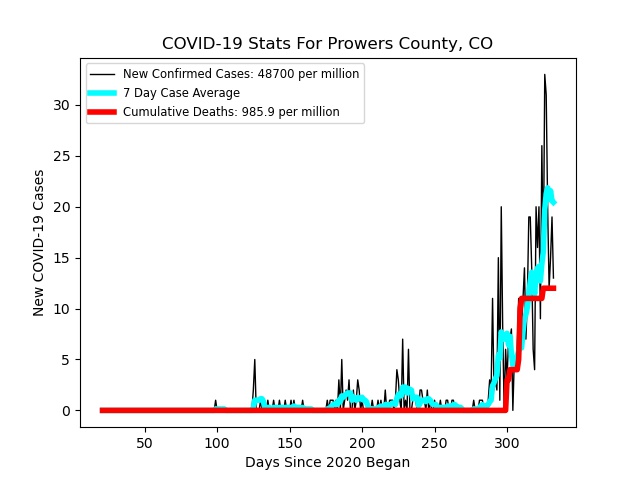 COVID-19 Stats For Prowers County, CO
New Confirmed Cases: 48700 per million
7 Day Case Average
Cumulative Deaths: 985.9 per million
New COVID-19 Cases
30
25
20
15
10
5
0
50 100 150 200 250 300
Days Since 2020 Began